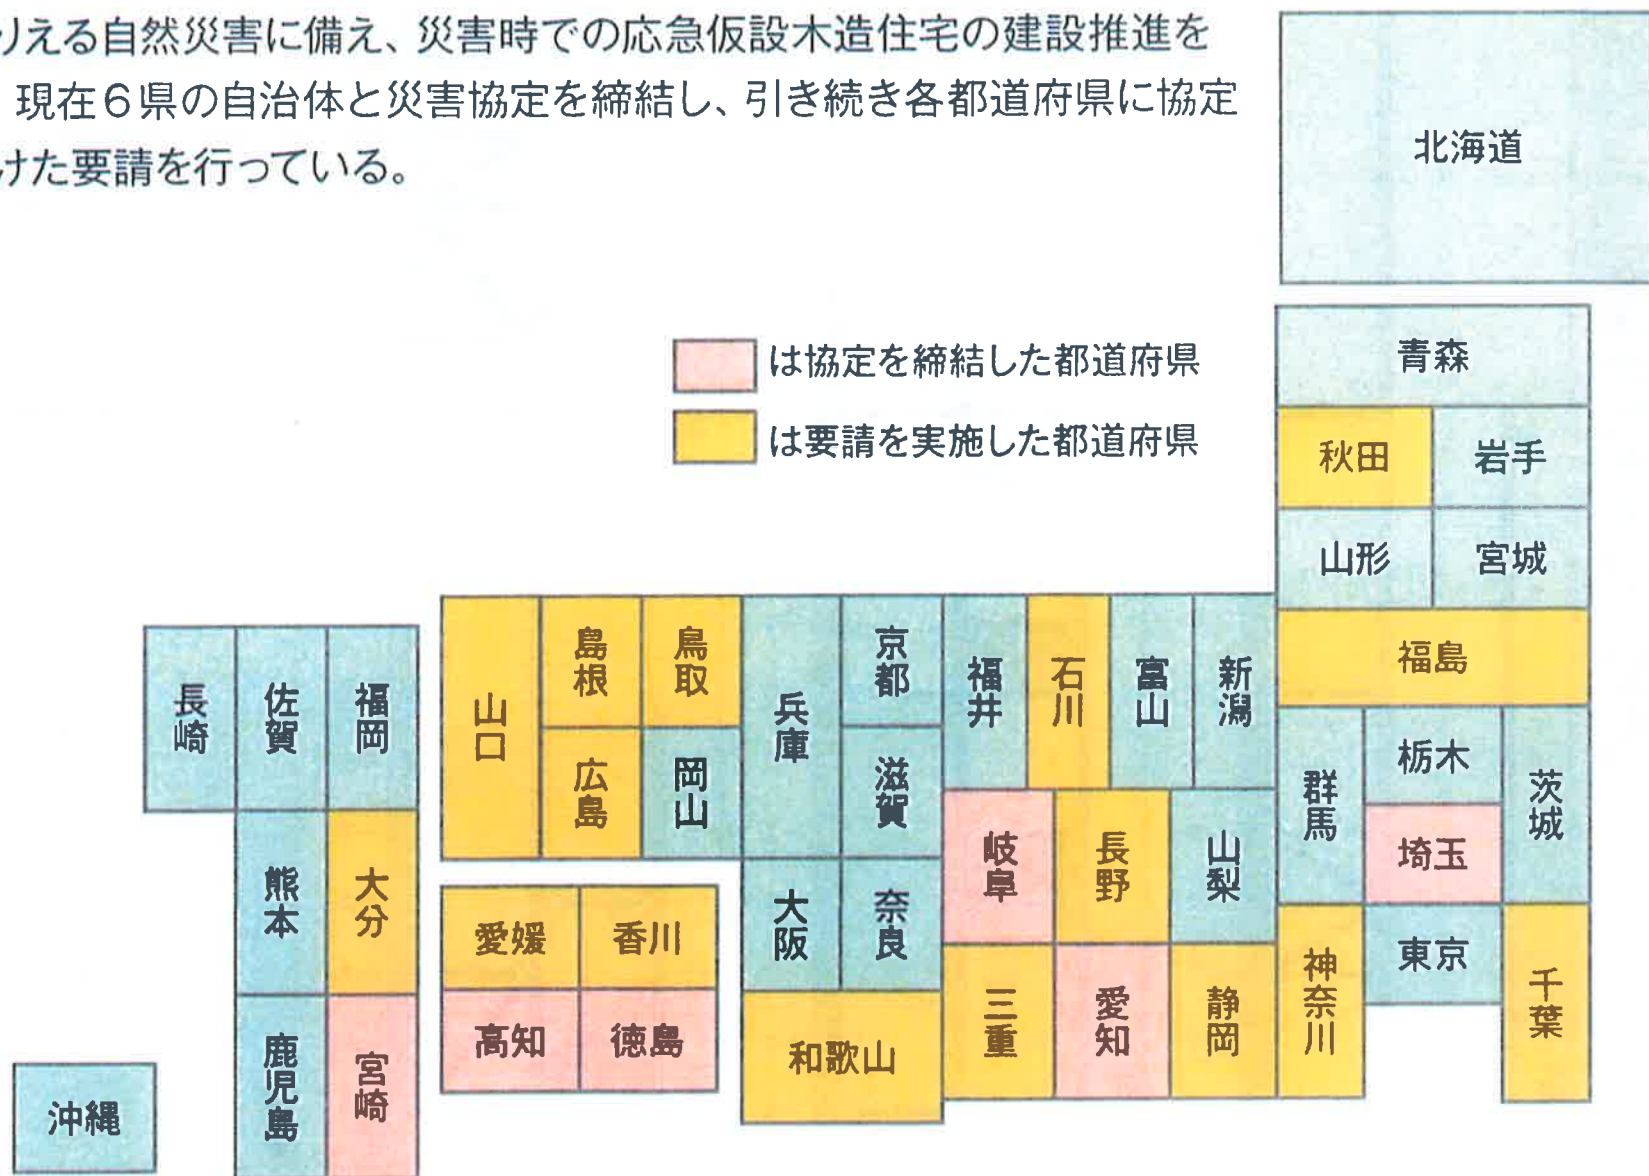 りえる自然災害に備え、災害時での応急仮設木造住宅の建設推進を
現在6県の自治体と災害協定を締結し、引き続き各都道府県に協定
けた要請を行っている。
北海道
は協定を締結した都道府県
は要請を実施した都道府県
青森
秋田
岩手
山形
宮城
福島
長崎
佐賀
福岡
山口
島根
鳥取
兵庫
京都
福井
石川
富山
新潟
群馬
栃木
茨城
広島
岡山
滋賀
熊本
大分
愛媛
香川
大阪
奈良
岐阜
長野
山梨
埼玉
高知
徳島
和歌山
三重
愛知
静岡
神奈川
東京
千葉
沖縄
鹿児島
宮崎